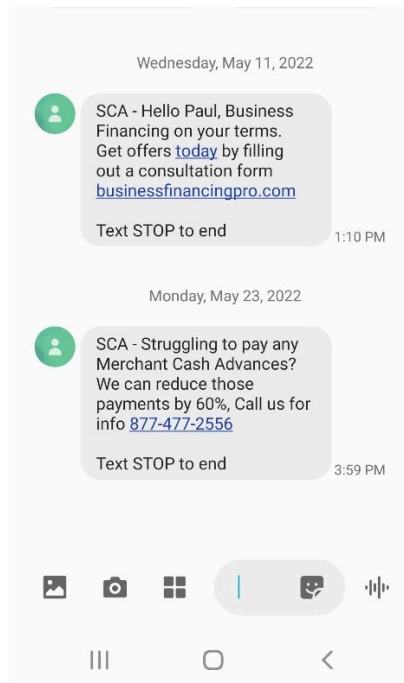 Wednesday, May 11, 2022
SCA - Hello Paul, Business
Financing on your terms.
Get offers today by filling
out a consultation form
businessfinancingpro.com
Text STOP to end
1:10 PM
Monday, May 23, 2022
SCA - Struggling to pay any
Merchant Cash Advances?
We can reduce those
payments by 60%, Call us for
info 877-477-2556
Text STOP to end
3:59 PM